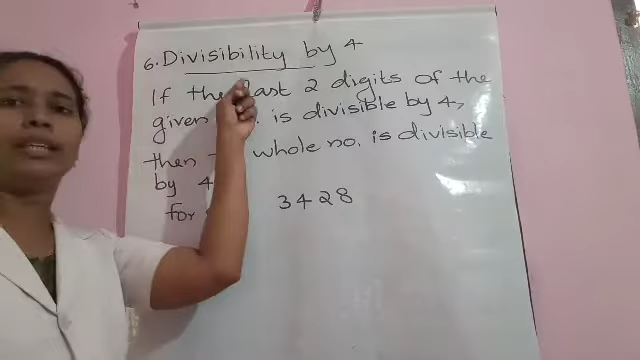 6. Divisibility by 4
If the last 2 digits of the
given is divisible by 4,
then whole no. is divisible
by 4
for 3428